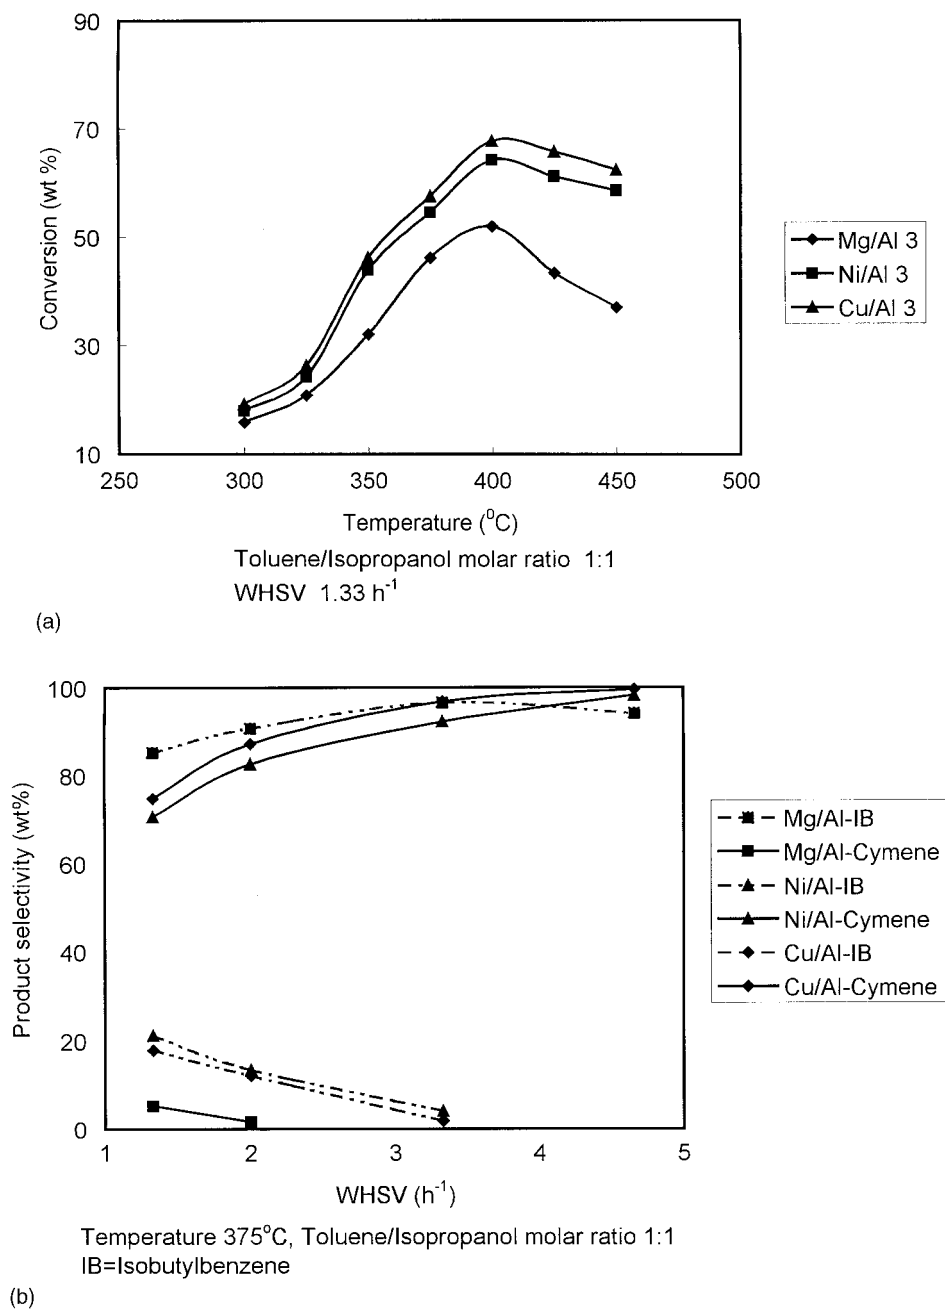 90
70
50
30
10
Conversion (wt %)
250 300 350 400 450 500
Temperature (⁰C)
Toluene/Isopropanol molar ratio 1:1
WHSV 1.33 h⁻¹
Mg/Al 3
Ni/Al 3
Cu/Al 3
(a)
100
80
60
40
20
0
Product selectivity (wt%)
1 2 3 4 5
WHSV (h⁻¹)
Mg/Al-IB
Mg/Al-Cymene
Ni/Al-IB
Ni/Al-Cymene
Cu/Al-IB
Cu/Al-Cymene
Temperature 375°C, Toluene/Isopropanol molar ratio 1:1
IB=Isobutylbenzene
(b)